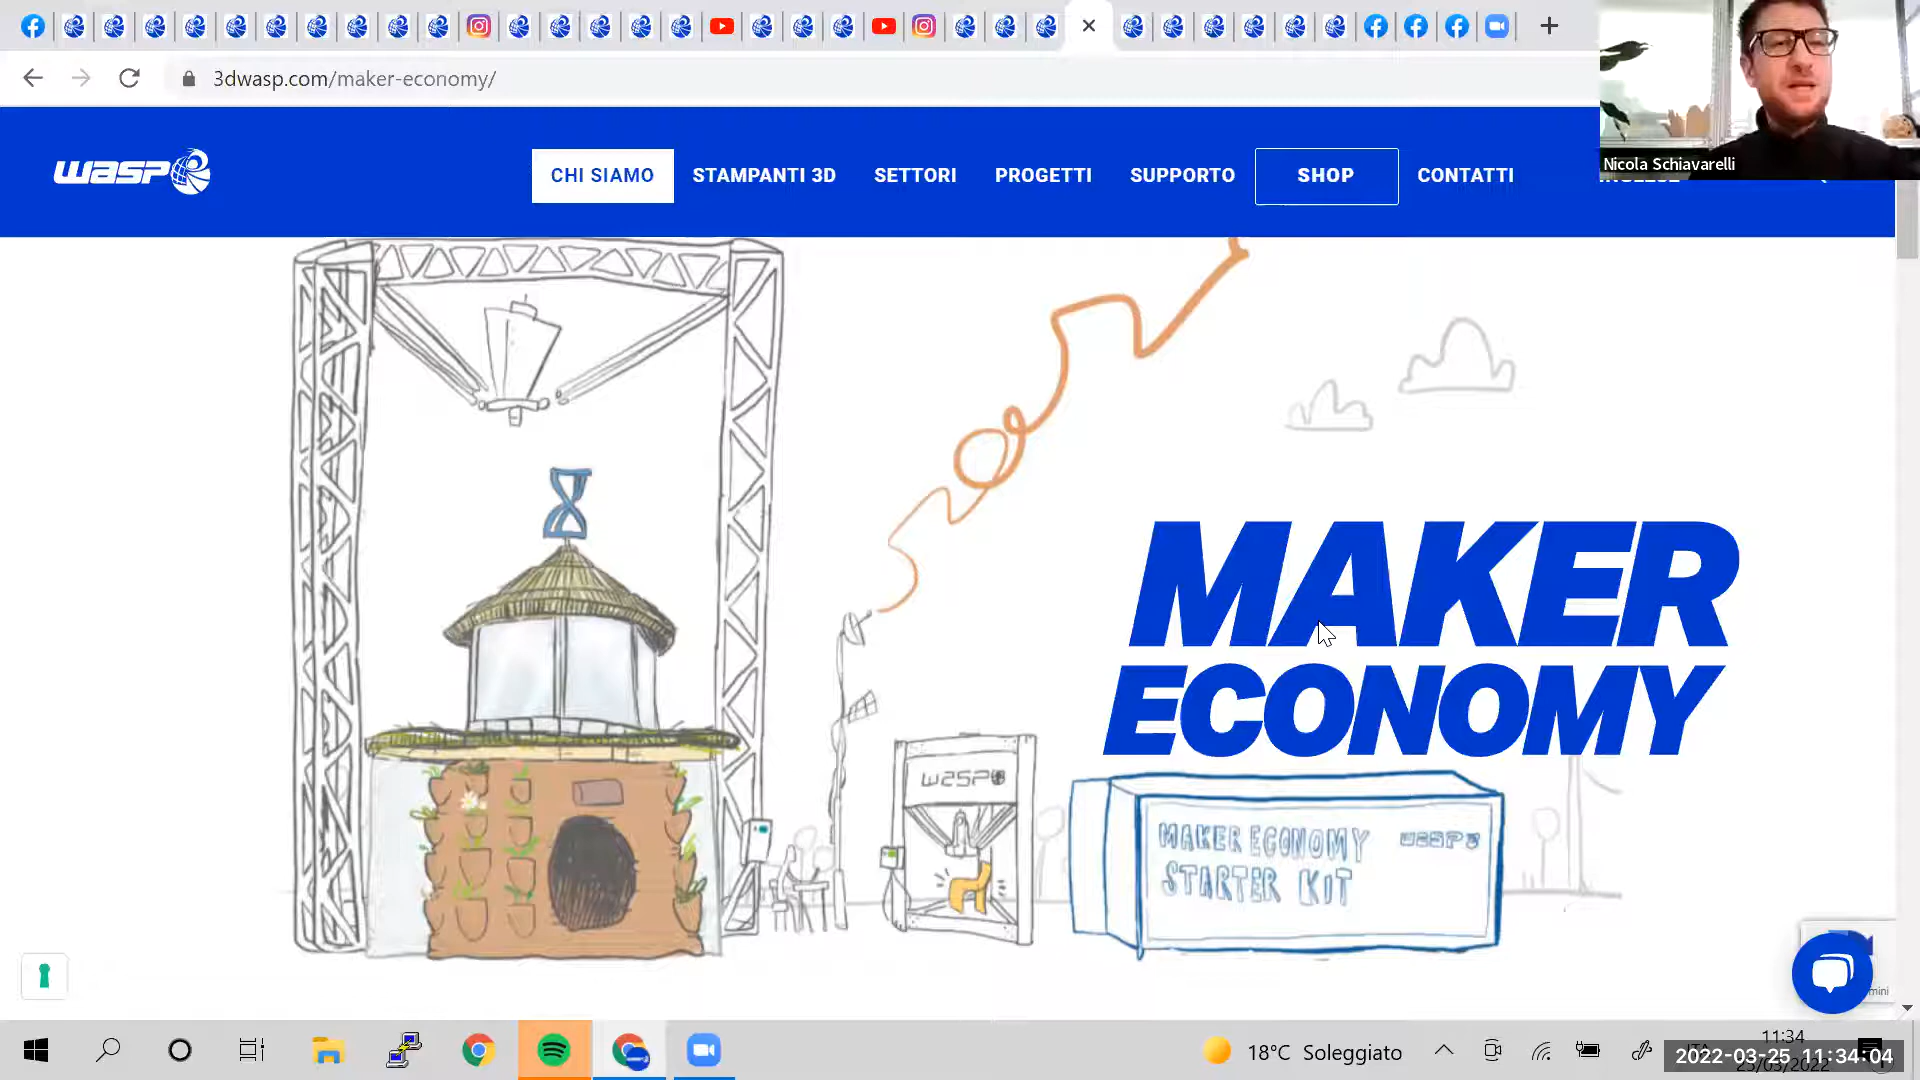 3dwasp.com/maker-economy/
Nicola Schiavarelli
WASP
CHI SIAMO
STAMPANTI 3D
SETTORI
PROGETTI
SUPPORTO
SHOP
CONTATTI
MAKER
ECONOMY
WASP
MAKER ECONOMY
STARTER KIT
WASP
mini
18°C Soleggiato
11:34
2022-03-25 11:34:04